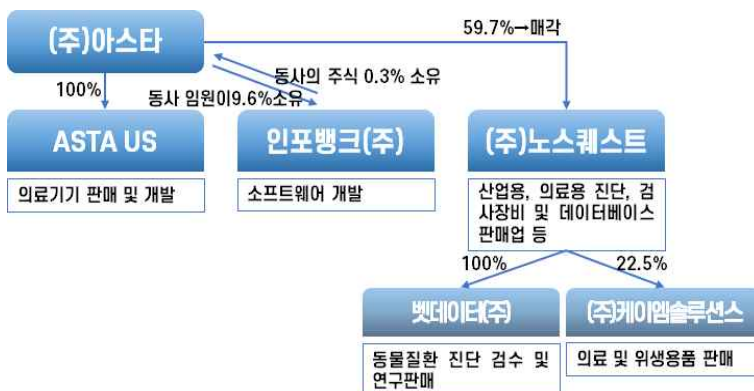 (주)아스타
59.7%→매각
100%
동사의 주식 0.3% 소유
동사 임원이9.6%소유
ASTA US
인포뱅크(주)
(주)노스퀘스트
의료기기 판매 및 개발
소프트웨어 개발
산업용, 의료용 진단, 검
사장비 및 데이터베이스
판매업 등
100%
22.5%
벳데이터(주)
(주)케이엠솔루션스
동물질환 진단 검수 및
연구판매
의료 및 위생용품 판매